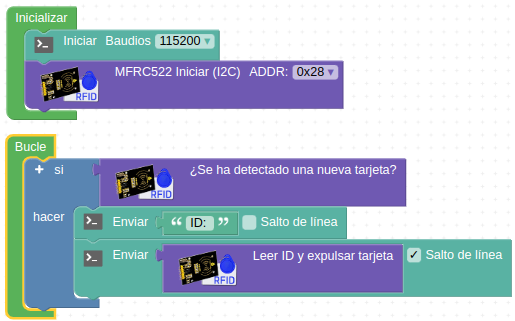 Inicializar
Iniciar Baudios 115200
MFRC522 Iniciar (I2C) ADDR: 0x28
RFID
Bucle
si
¿Se ha detectado una nueva tarjeta?
RFID
hacer
Enviar “ ID: ” Salto de línea
Enviar Leer ID y expulsar tarjeta Salto de línea
RFID